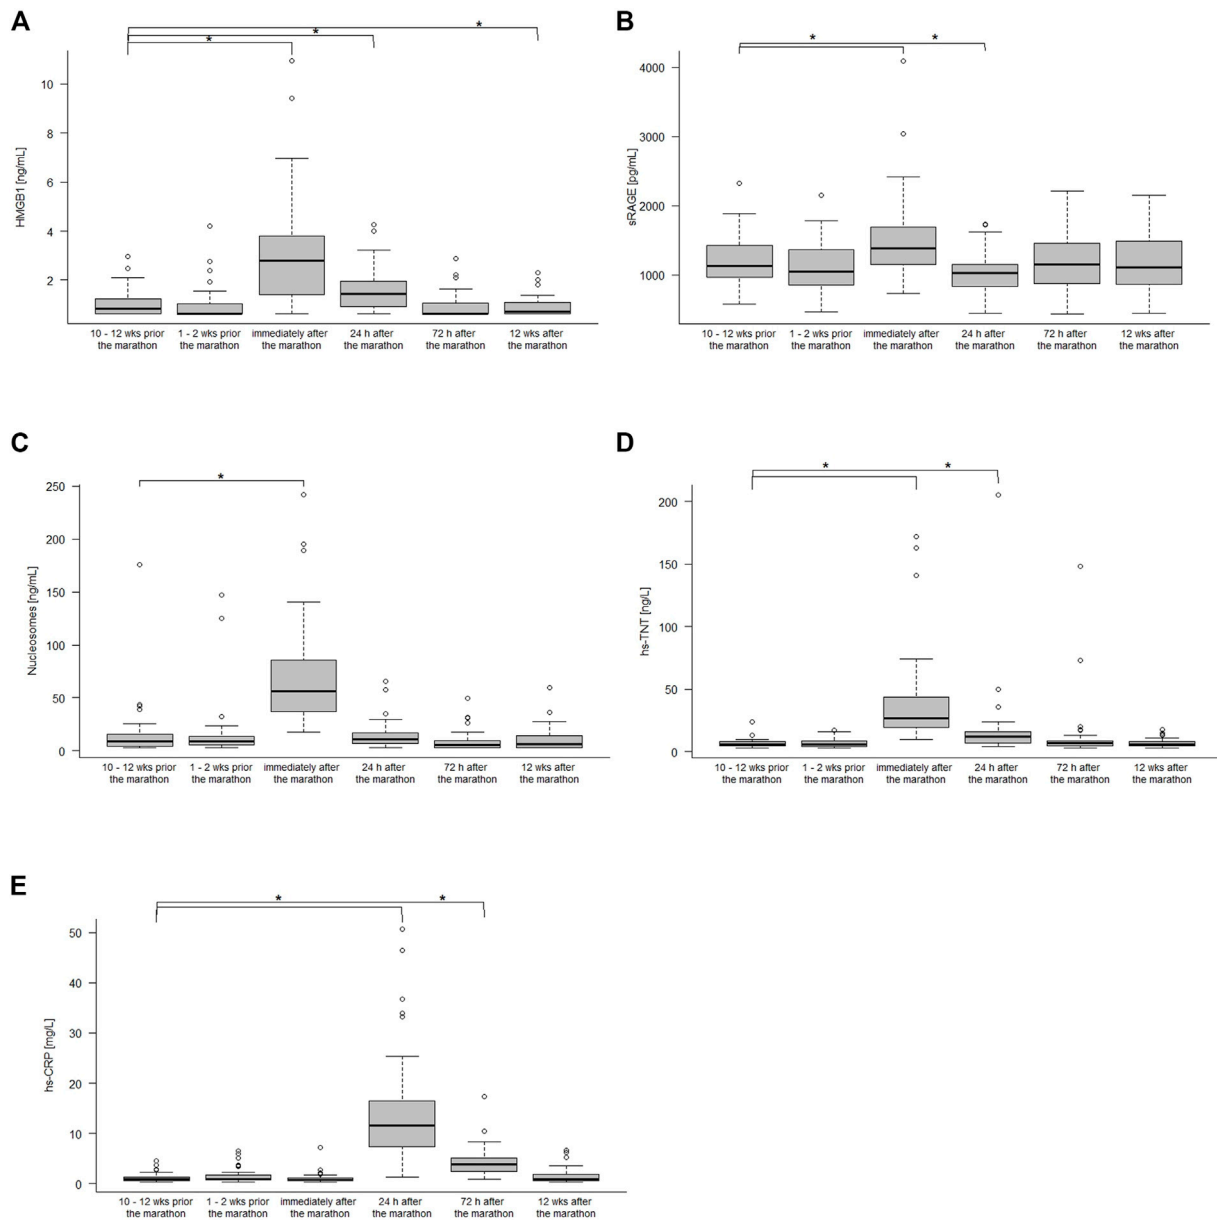 A
*
*
*
HMGB1 [ng/mL]
10
8
6
4
2
10 - 12 wks prior
the marathon
1 - 2 wks prior
the marathon
immediately after
the marathon
24 h after
the marathon
72 h after
the marathon
12 wks after
the marathon
B
*
*
sRAGE [pg/mL]
4000
3000
2000
1000
10 - 12 wks prior
the marathon
1 - 2 wks prior
the marathon
immediately after
the marathon
24 h after
the marathon
72 h after
the marathon
12 wks after
the marathon
C
*
Nucleosomes [ng/mL]
250
200
150
100
50
0
10 - 12 wks prior
the marathon
1 - 2 wks prior
the marathon
immediately after
the marathon
24 h after
the marathon
72 h after
the marathon
12 wks after
the marathon
D
*
*
hs-TNT [ng/L]
200
150
100
50
0
10 - 12 wks prior
the marathon
1 - 2 wks prior
the marathon
immediately after
the marathon
24 h after
the marathon
72 h after
the marathon
12 wks after
the marathon
E
*
*
hs-CRP [mg/L]
50
40
30
20
10
0
10 - 12 wks prior
the marathon
1 - 2 wks prior
the marathon
immediately after
the marathon
24 h after
the marathon
72 h after
the marathon
12 wks after
the marathon